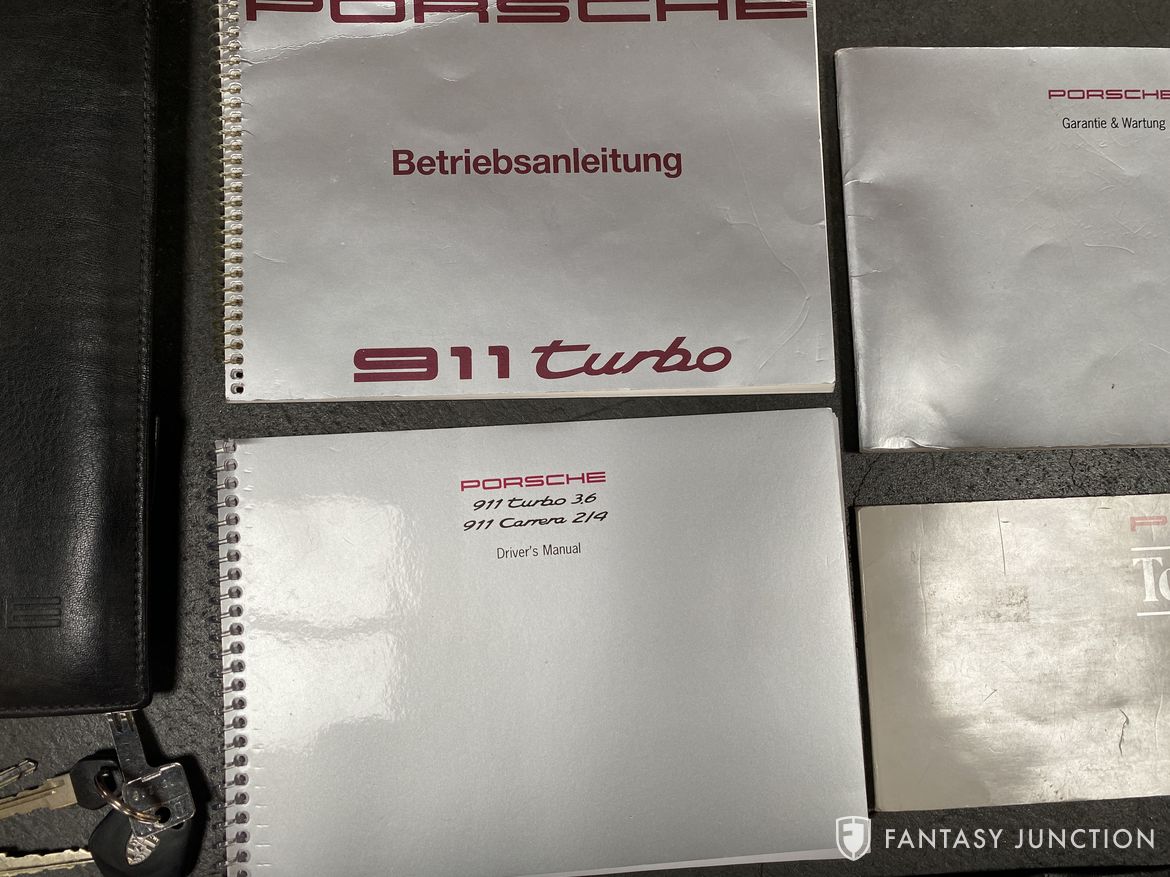 PORSCHE
Betriebsanleitung
911 turbo
PORSCHE
Garantie & Wartung
PORSCHE
911 turbo 3.6
911 Carrera 2/4
Driver's Manual
FANTASY JUNCTION